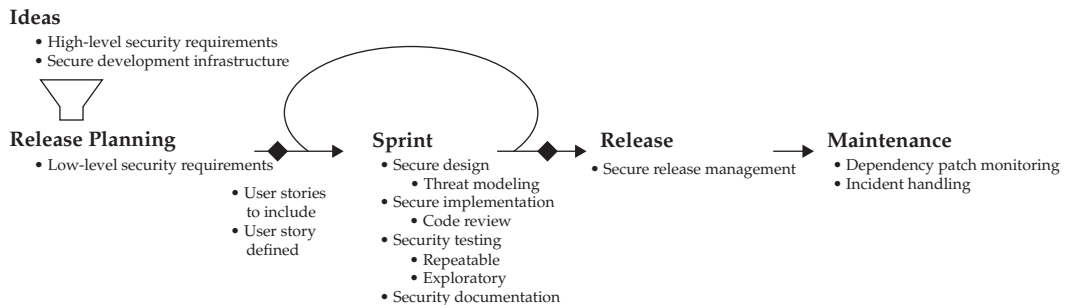 Ideas
• High-level security requirements
• Secure development infrastructure
Release Planning
• Low-level security requirements
• User stories
to include
• User story
defined
Sprint
• Secure design
• Threat modeling
• Secure implementation
• Code review
• Security testing
• Repeatable
• Exploratory
• Security documentation
Release
• Secure release management
Maintenance
• Dependency patch monitoring
• Incident handling